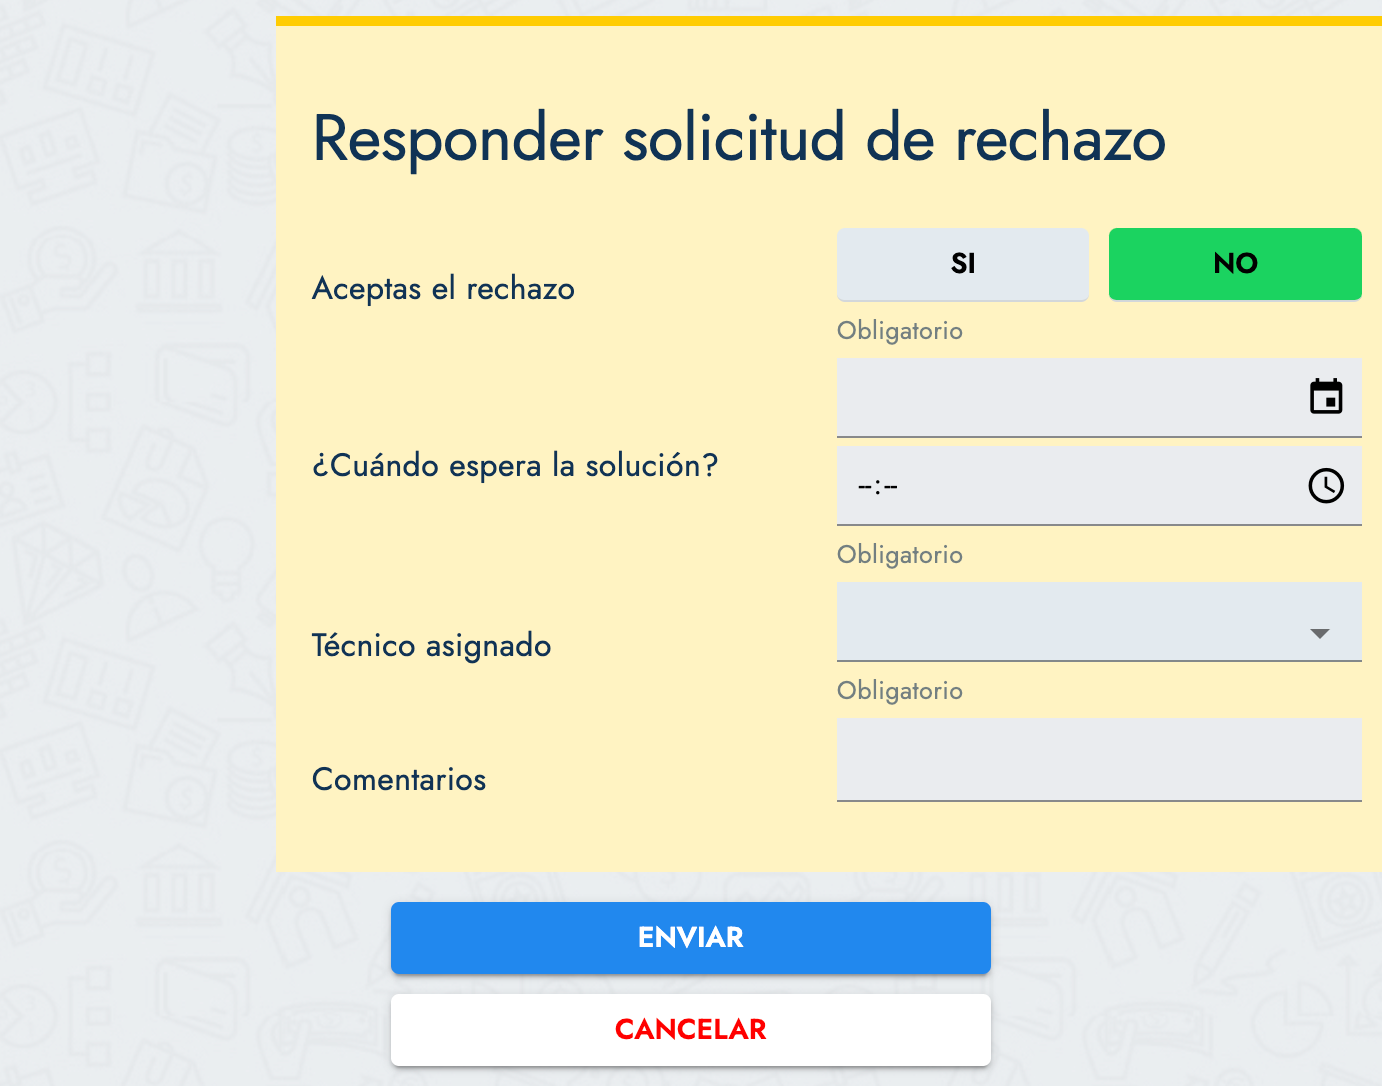 Responder solicitud de rechazo
Aceptas el rechazo
SI
NO
Obligatorio
¿Cuándo espera la solución?
--:--
Obligatorio
Técnico asignado
Obligatorio
Comentarios
ENVIAR
CANCELAR